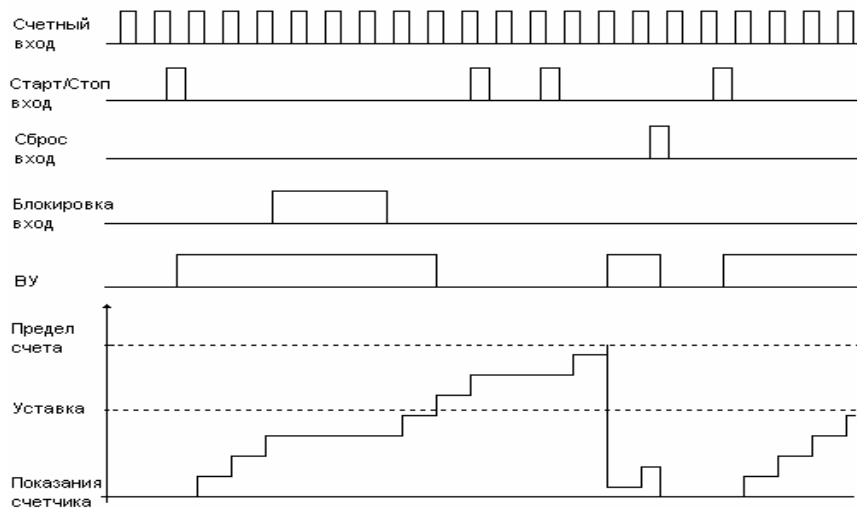 Счетный
вход
Старт/Стоп
вход
Сброс
вход
Блокировка
вход
ВУ
Предел
счета
Уставка
Показания
счетчика